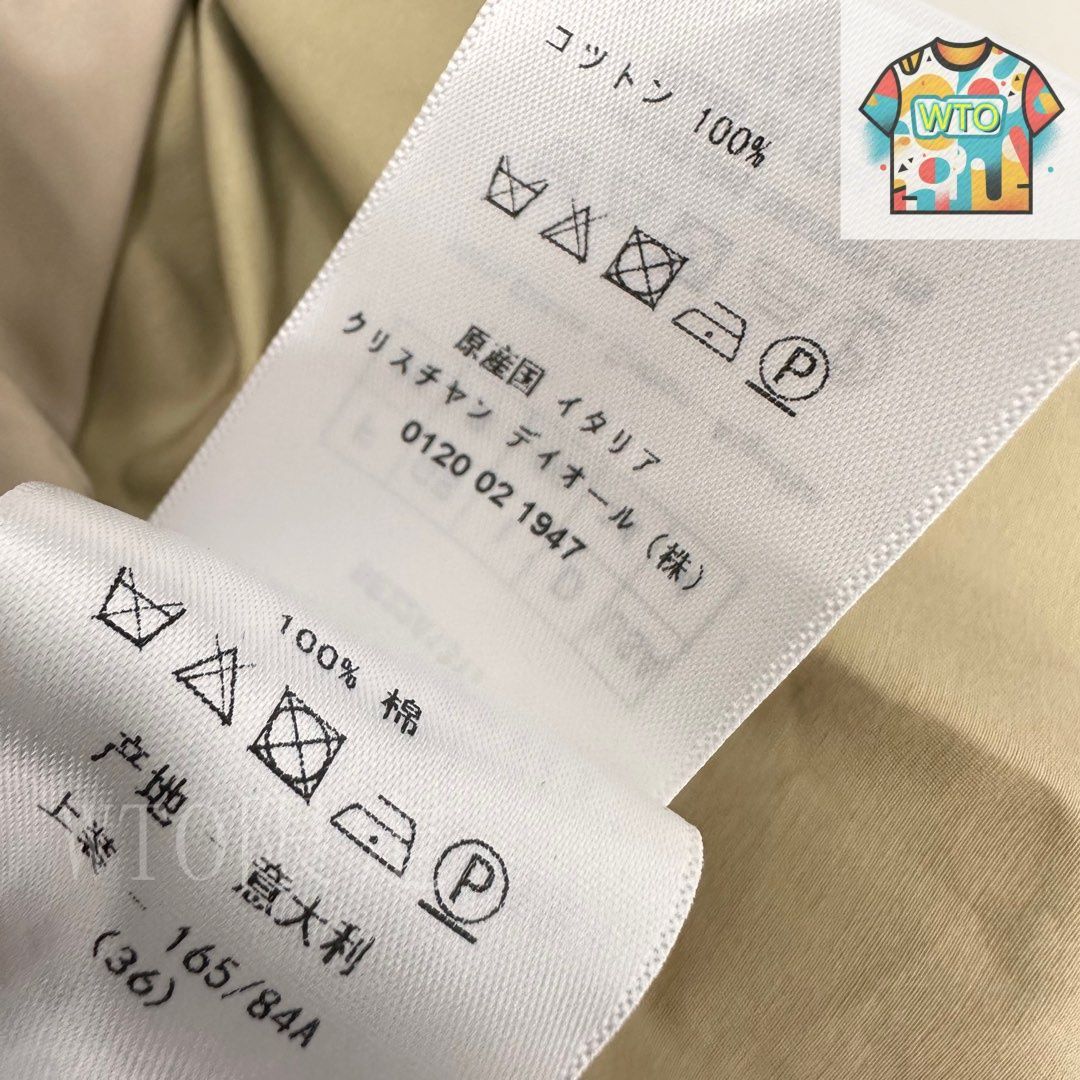 コットン 100%
原産国 イタリア
クリスチャン ディオール (株)
0120 02 1947
100% 棉
产地 - 意大利
上装 - 165/84A
(36)
P
P
WTO
WTO